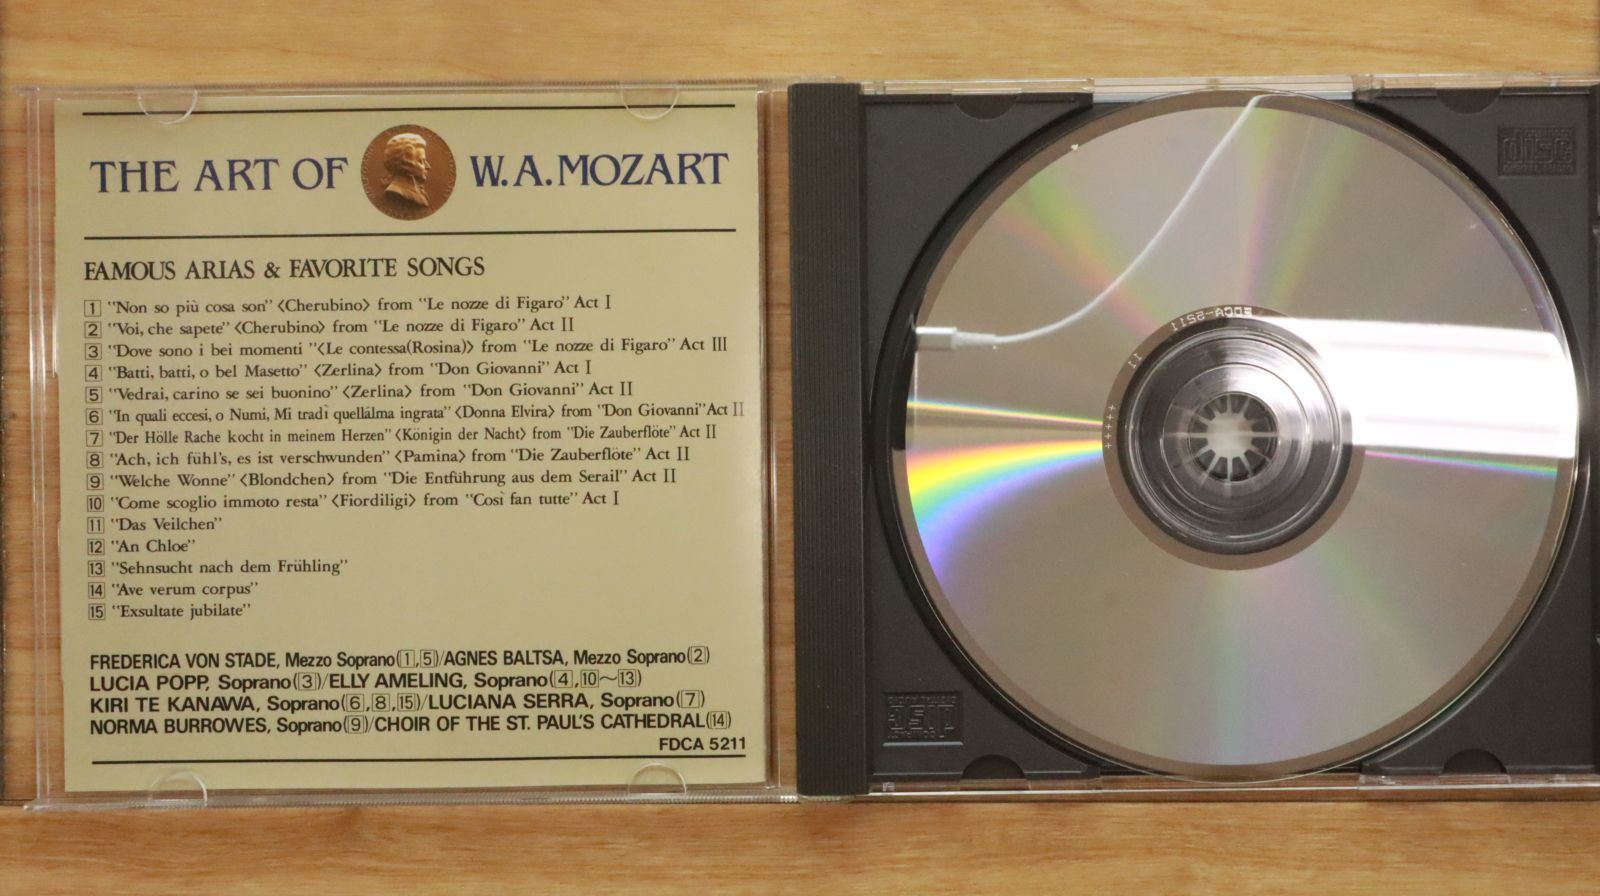 THE ART OF W. A. MOZART
FAMOUS ARIAS & FAVORITE SONGS
1 "Non so più cosa son" 〈Cherubino〉 from "Le nozze di Figaro" Act I
2 "Voi, che sapete" 〈Cherubino〉 from "Le nozze di Figaro" Act II
3 "Dove sono i bei momenti "〈Le contessa(Rosina)〉 from "Le nozze di Figaro" Act III
4 "Batti, batti, o bel Masetto" 〈Zerlina〉 from "Don Giovanni" Act I
5 "Vedrai, carino se sei buonino" 〈Zerlina〉 from "Don Giovanni" Act II
6 "In quali eccesi, o Numi, Mi tradì quellálma ingrata" 〈Donna Elvira〉 from "Don Giovanni" Act II
7 "Der Hölle Rache kocht in meinem Herzen" 〈Königin der Nacht〉 from "Die Zauberflöte" Act II
8 "Ach, ich fühl's, es ist verschwunden" 〈Pamina〉 from "Die Zauberflöte" Act II
9 "Welche Wonne" 〈Blondchen〉 from "Die Entführung aus dem Serail" Act II
10 "Come scoglio immoto resta" 〈Fiordiligi〉 from "Così fan tutte" Act I
11 "Das Veilchen"
12 "An Chloe"
13 "Sehnsucht nach dem Frühling"
14 "Ave verum corpus"
15 "Exsultate jubilate"
FREDERICA VON STADE, Mezzo Soprano(1,5)/AGNES BALTSA, Mezzo Soprano(2)
LUCIA POPP, Soprano(3)/ELLY AMELING, Soprano(4,10~13)
KIRI TE KANAWA, Soprano(6,8,15)/LUCIANA SERRA, Soprano(7)
NORMA BURROWES, Soprano(9)/CHOIR OF THE ST. PAUL'S CATHEDRAL(14)
FDCA 5211
FDCA-5211
11
+++++
DISC
COMPACT
DISC
DIGITAL AUDIO